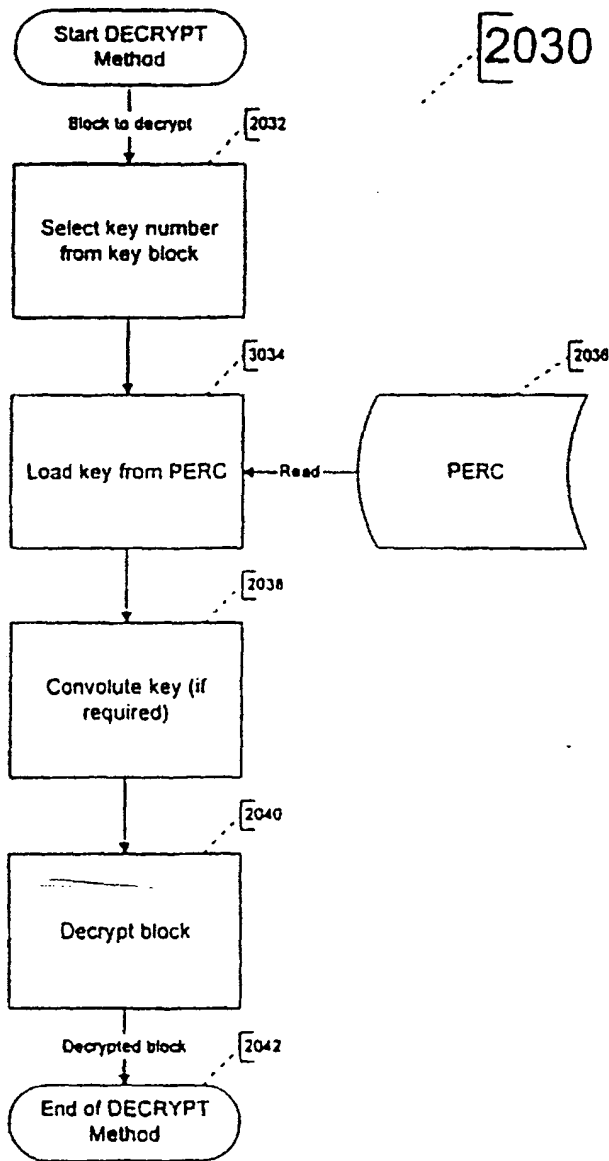 Start DECRYPT
Method
2030
Block to decrypt
2032
Select key number
from key block
3034
2036
Load key from PERC
Read
PERC
2038
Convolute key (if
required)
2040
Decrypt block
Decrypted block
2042
End of DECRYPT
Method